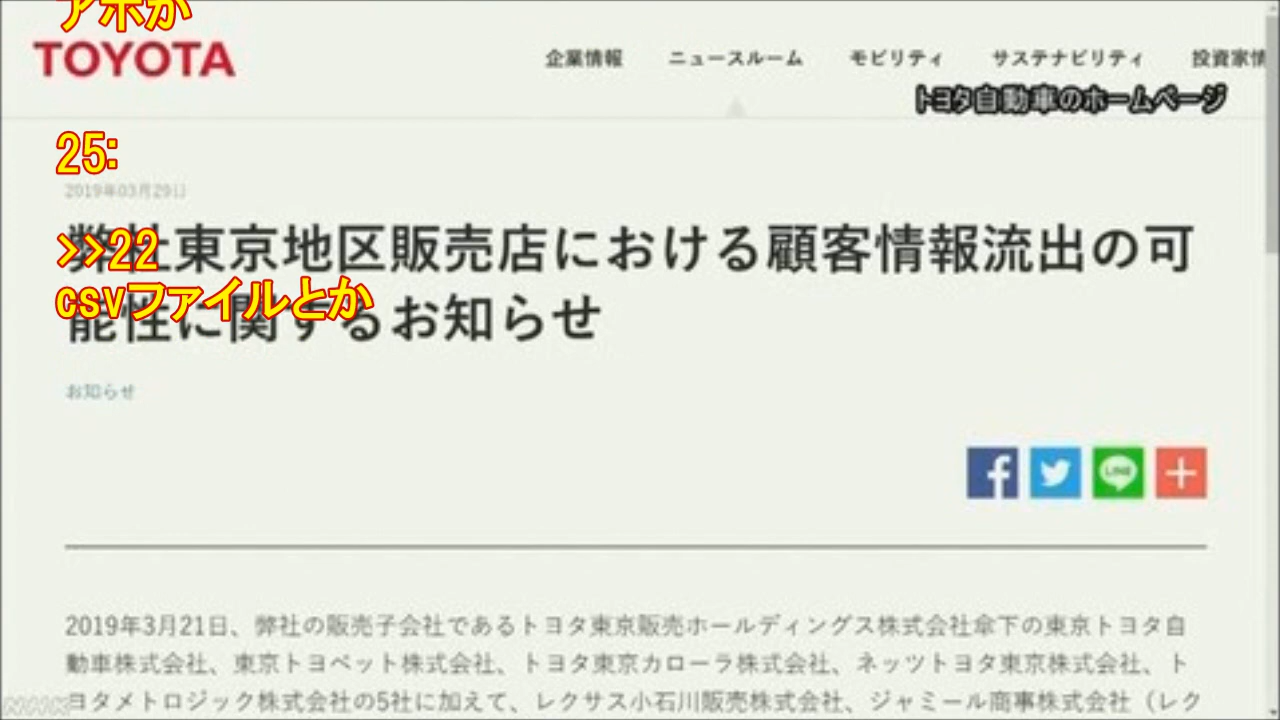 アホか
TOYOTA
企業情報 ニュースルーム モビリティ サステナビリティ 投資家情
トヨタ自動車のホームページ
25:
2019年03月29日
弊社東京地区販売店における顧客情報流出の可
>>22
能性に関するお知らせ
csvファイルとか
お知らせ
LINE
2019年3月21日、弊社の販売子会社であるトヨタ東京販売ホールディングス株式会社傘下の東京トヨタ自
動車株式会社、東京トヨペット株式会社、トヨタ東京カローラ株式会社、ネッツトヨタ東京株式会社、ト
ヨタメトロジック株式会社の5社に加えて、レクサス小石川販売株式会社、ジャミール商事株式会社（レク